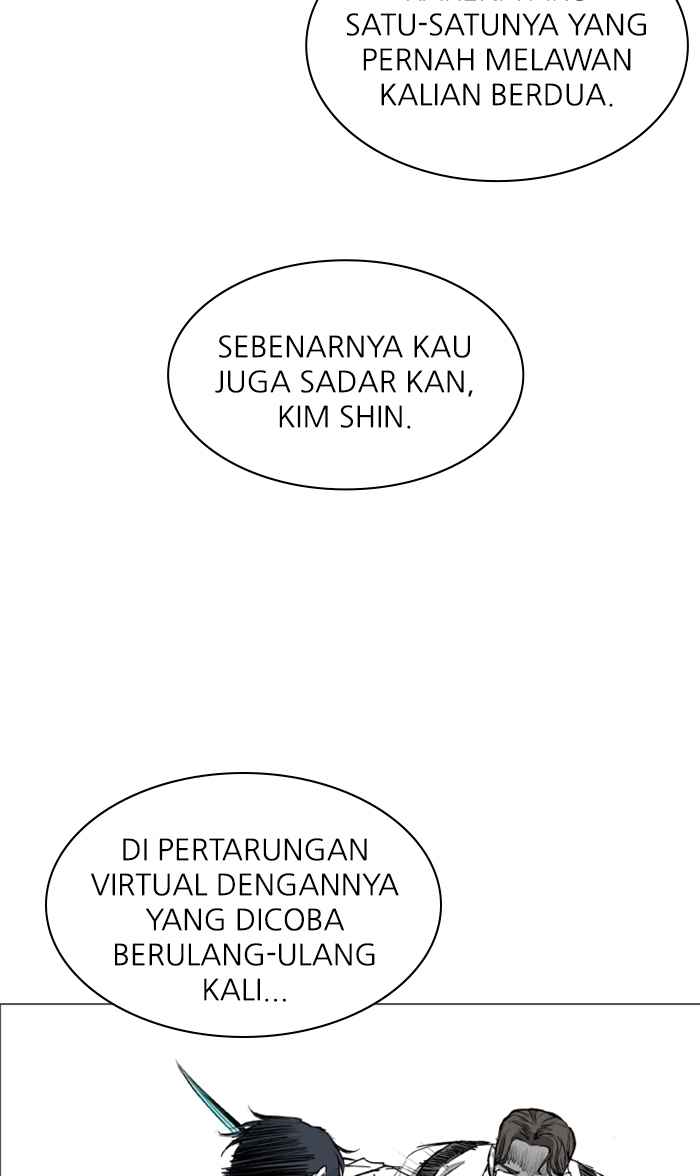 SATU-SATUNYA YANG
PERNAH MELAWAN
KALIAN BERDUA.
SEBENARNYA KAU
JUGA SADAR KAN,
KIM SHIN.
DI PERTARUNGAN
VIRTUAL DENGANNYA
YANG DICOBA
BERULANG-ULANG
KALI...